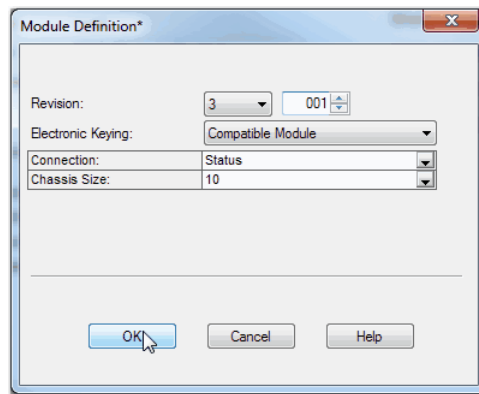 Module Definition*
x
Revision: 3 001
Electronic Keying: Compatible Module
Connection: Status
Chassis Size: 10
OK Cancel Help